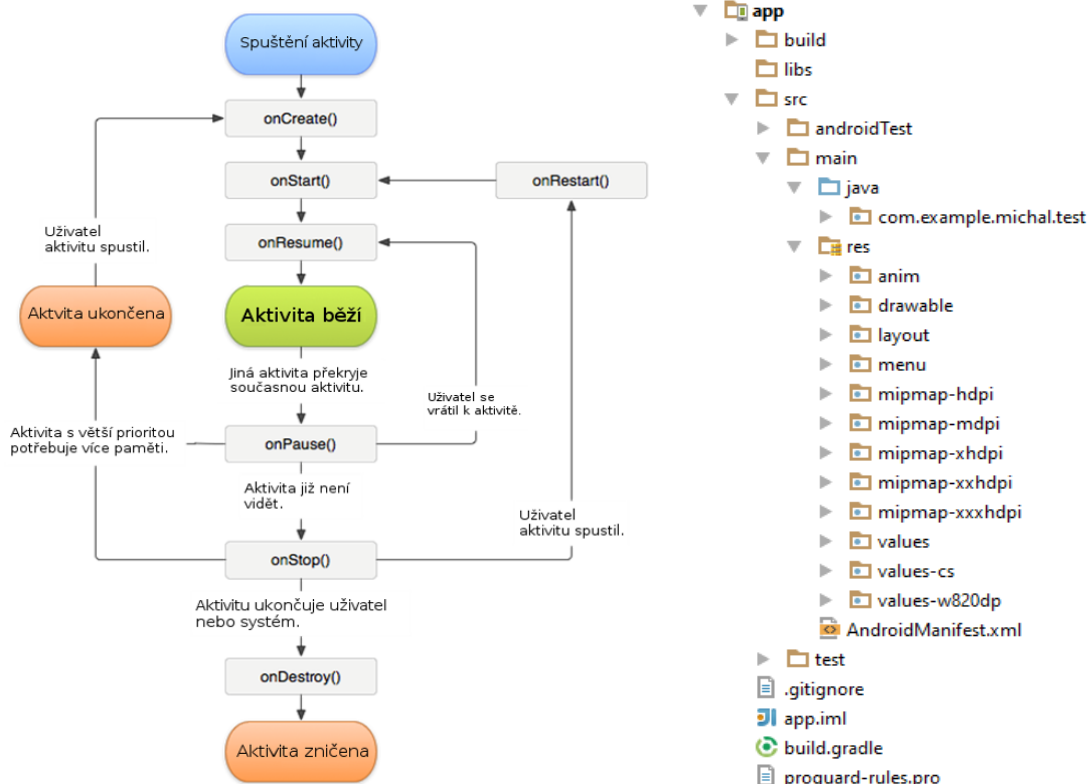 Spuštění aktivity
onCreate()
onStart()
onRestart()
Uživatel
aktivitu spustil.
onResume()
Aktvita ukončena
Aktivita běží
Jiná aktivita překryje
současnou aktivitu.
Uživatel se
vrátil k aktivitě.
Aktivita s větší prioritou
potřebuje více paměti.
onPause()
Aktivita již není
vidět.
Uživatel
aktivitu spustil.
onStop()
Aktivitu ukončuje uživatel
nebo systém.
onDestroy()
Aktivita zničena
app
build
libs
src
androidTest
main
java
com.example.michal.test
res
anim
drawable
layout
menu
mipmap-hdpi
mipmap-mdpi
mipmap-xhdpi
mipmap-xxhdpi
mipmap-xxxhdpi
values
values-cs
values-w820dp
AndroidManifest.xml
test
.gitignore
app.iml
build.gradle
proguard-rules.pro